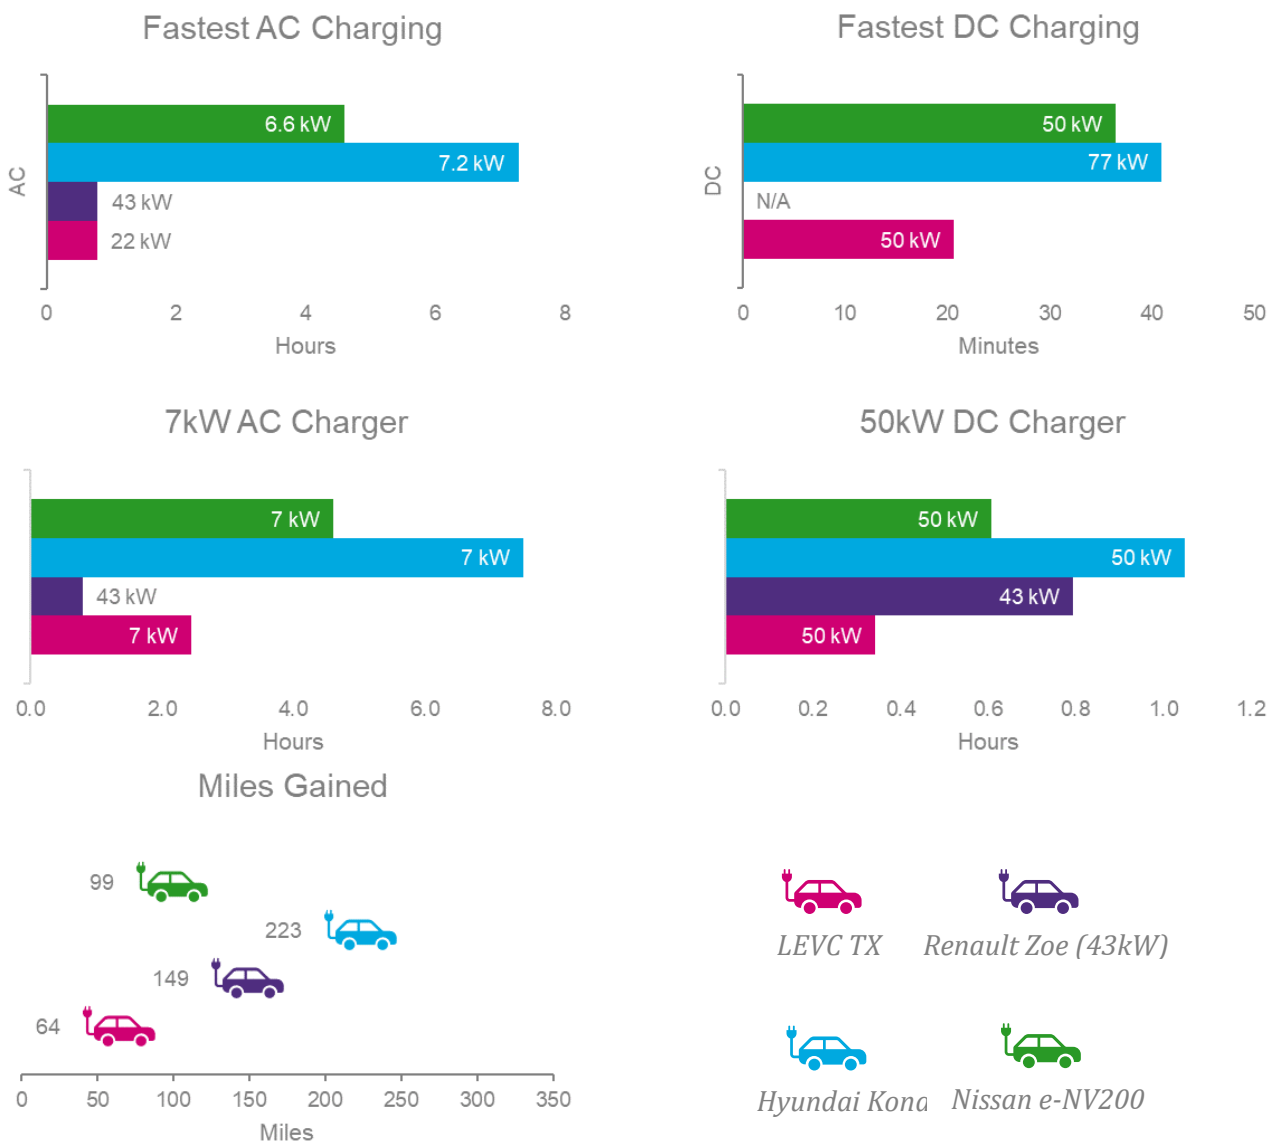 Fastest AC Charging
AC
6.6 kW
7.2 kW
43 kW
22 kW
0 2 4 6 8
Hours
Fastest DC Charging
DC
50 kW
77 kW
N/A
50 kW
0 10 20 30 40 50
Minutes
7kW AC Charger
7 kW
7 kW
43 kW
7 kW
0.0 2.0 4.0 6.0 8.0
Hours
50kW DC Charger
50 kW
50 kW
43 kW
50 kW
0.0 0.2 0.4 0.6 0.8 1.0 1.2
Hours
Miles Gained
99
223
149
64
0 50 100 150 200 250 300 350
Miles
LEVC TX
Renault Zoe (43kW)
Hyundai Kona
Nissan e-NV200